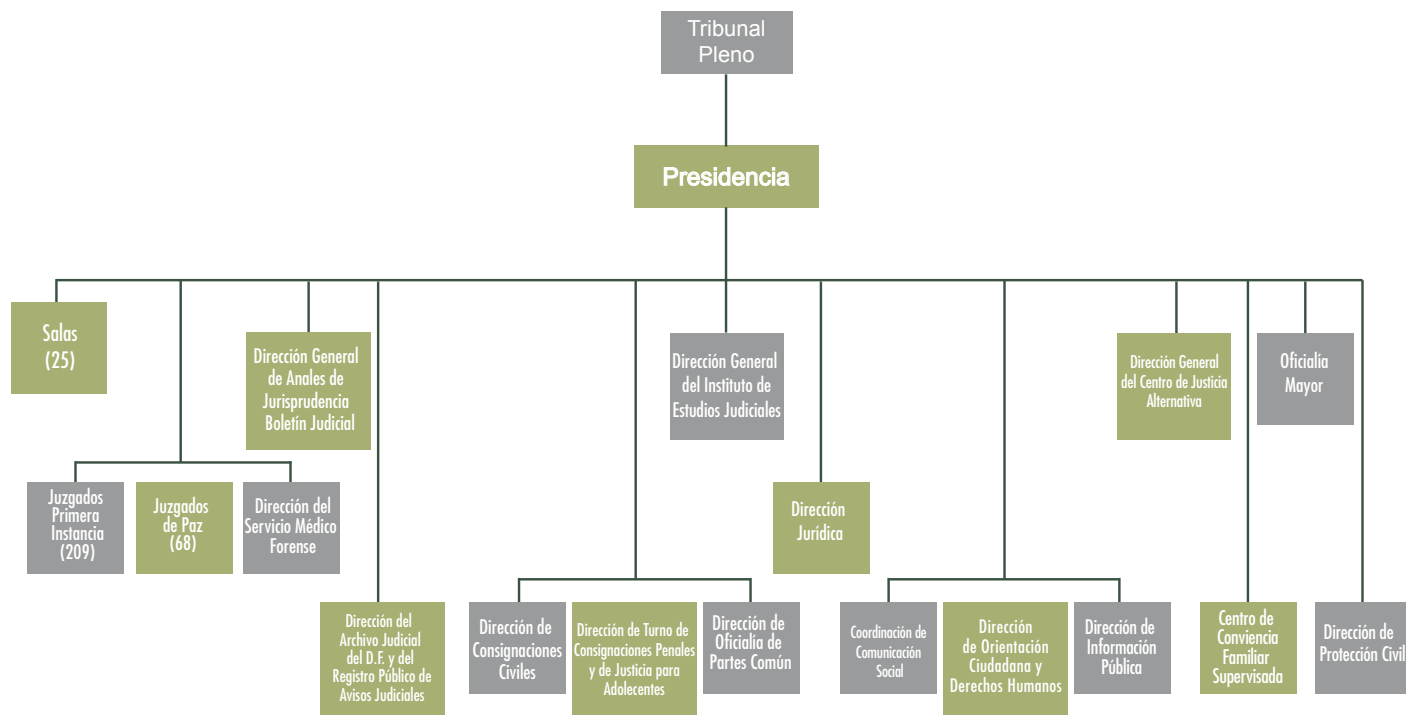 Tribunal
Pleno
Presidencia
Salas
(25)
Dirección General
de Anales de
Jurisprudencia
Boletín Judicial
Dirección General
del Instituto de
Estudios Judiciales
Dirección General
del Centro de Justicia
Alternativa
Oficialía
Mayor
Juzgados
Primera
Instancia
(209)
Juzgados
de Paz
(68)
Dirección del
Servicio Médico
Forense
Dirección
Jurídica
Dirección del
Archivo Judicial
del D.F. y del
Registro Público de
Avisos Judiciales
Dirección de
Consignaciones
Civiles
Dirección de Turno de
Consignaciones Penales
y de Justicia para
Adolecentes
Dirección de
Oficialía de
Partes Común
Coordinación de
Comunicación
Social
Dirección
de Orientación
Ciudadana y
Derechos Humanos
Dirección de
Información
Pública
Centro de
Conviencia
Familiar
Supervisada
Dirección de
Protección Civil